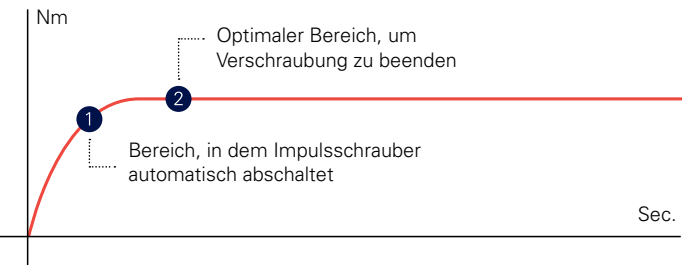 Nm
Optimaler Bereich, um
Verschraubung zu beenden
2
1
Bereich, in dem Impulsschrauber
automatisch abschaltet
Sec.